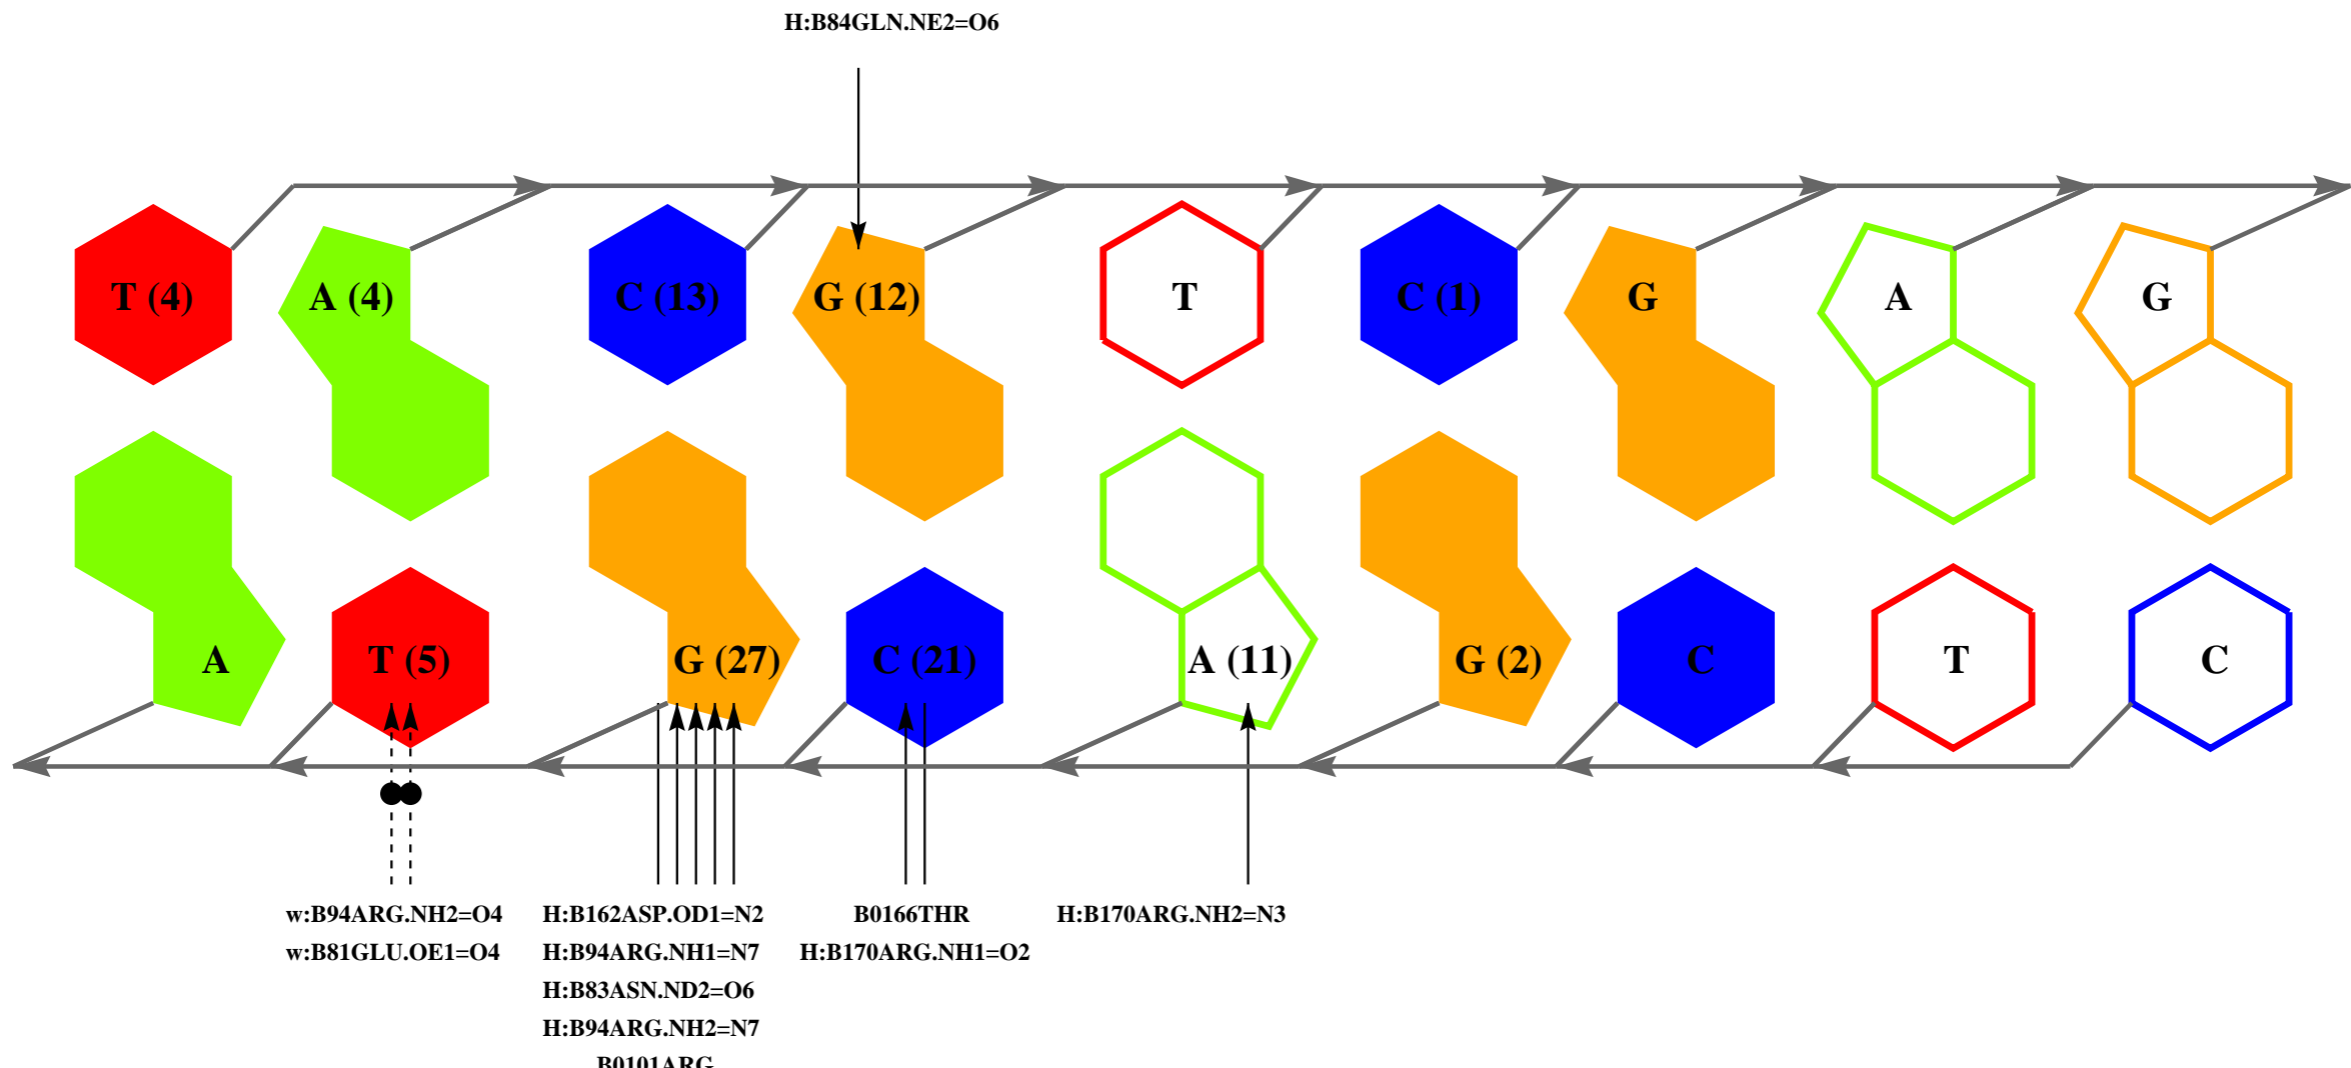 H:B84GLN.NE2=O6
T (4) A (4) C (13) G (12) T C (1) G A G
A T (5) G (27) C (21) A (11) G (2) C T C
w:B94ARG.NH2=O4 H:B162ASP.OD1=N2 B0166THR H:B170ARG.NH2=N3
w:B81GLU.OE1=O4 H:B94ARG.NH1=N7 H:B170ARG.NH1=O2
H:B83ASN.ND2=O6
H:B94ARG.NH2=N7
B0101ARG